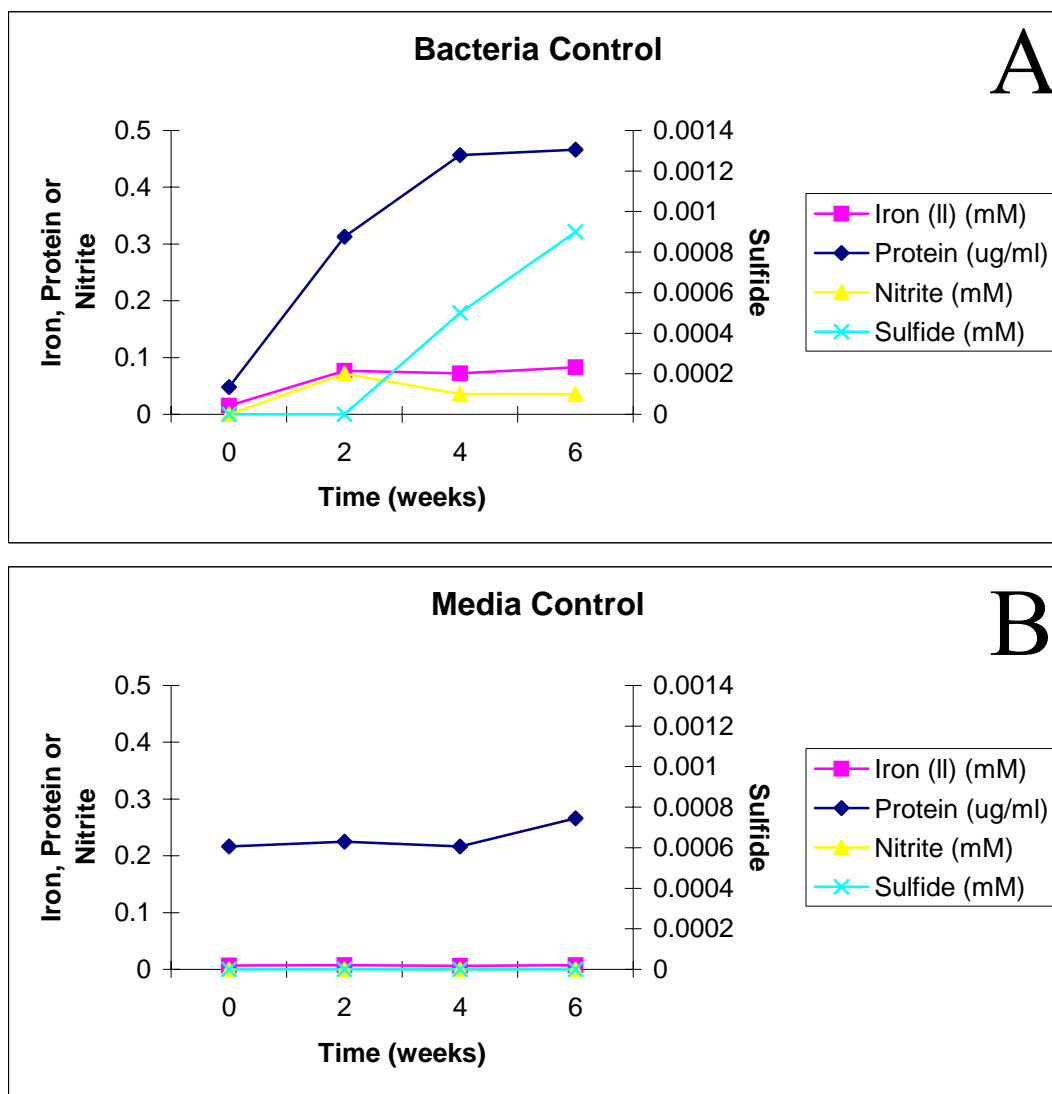 Bacteria Control
A
Iron, Protein or
Nitrite
0.5
0.4
0.3
0.2
0.1
0
0.0014
0.0012
0.001
0.0008
0.0006
0.0004
0.0002
0
Sulfide
0 2 4 6
Time (weeks)
Iron (II) (mM)
Protein (ug/ml)
Nitrite (mM)
Sulfide (mM)
Media Control
B
Iron, Protein or
Nitrite
0.5
0.4
0.3
0.2
0.1
0
0.0014
0.0012
0.001
0.0008
0.0006
0.0004
0.0002
0
Sulfide
0 2 4 6
Time (weeks)
Iron (II) (mM)
Protein (ug/ml)
Nitrite (mM)
Sulfide (mM)